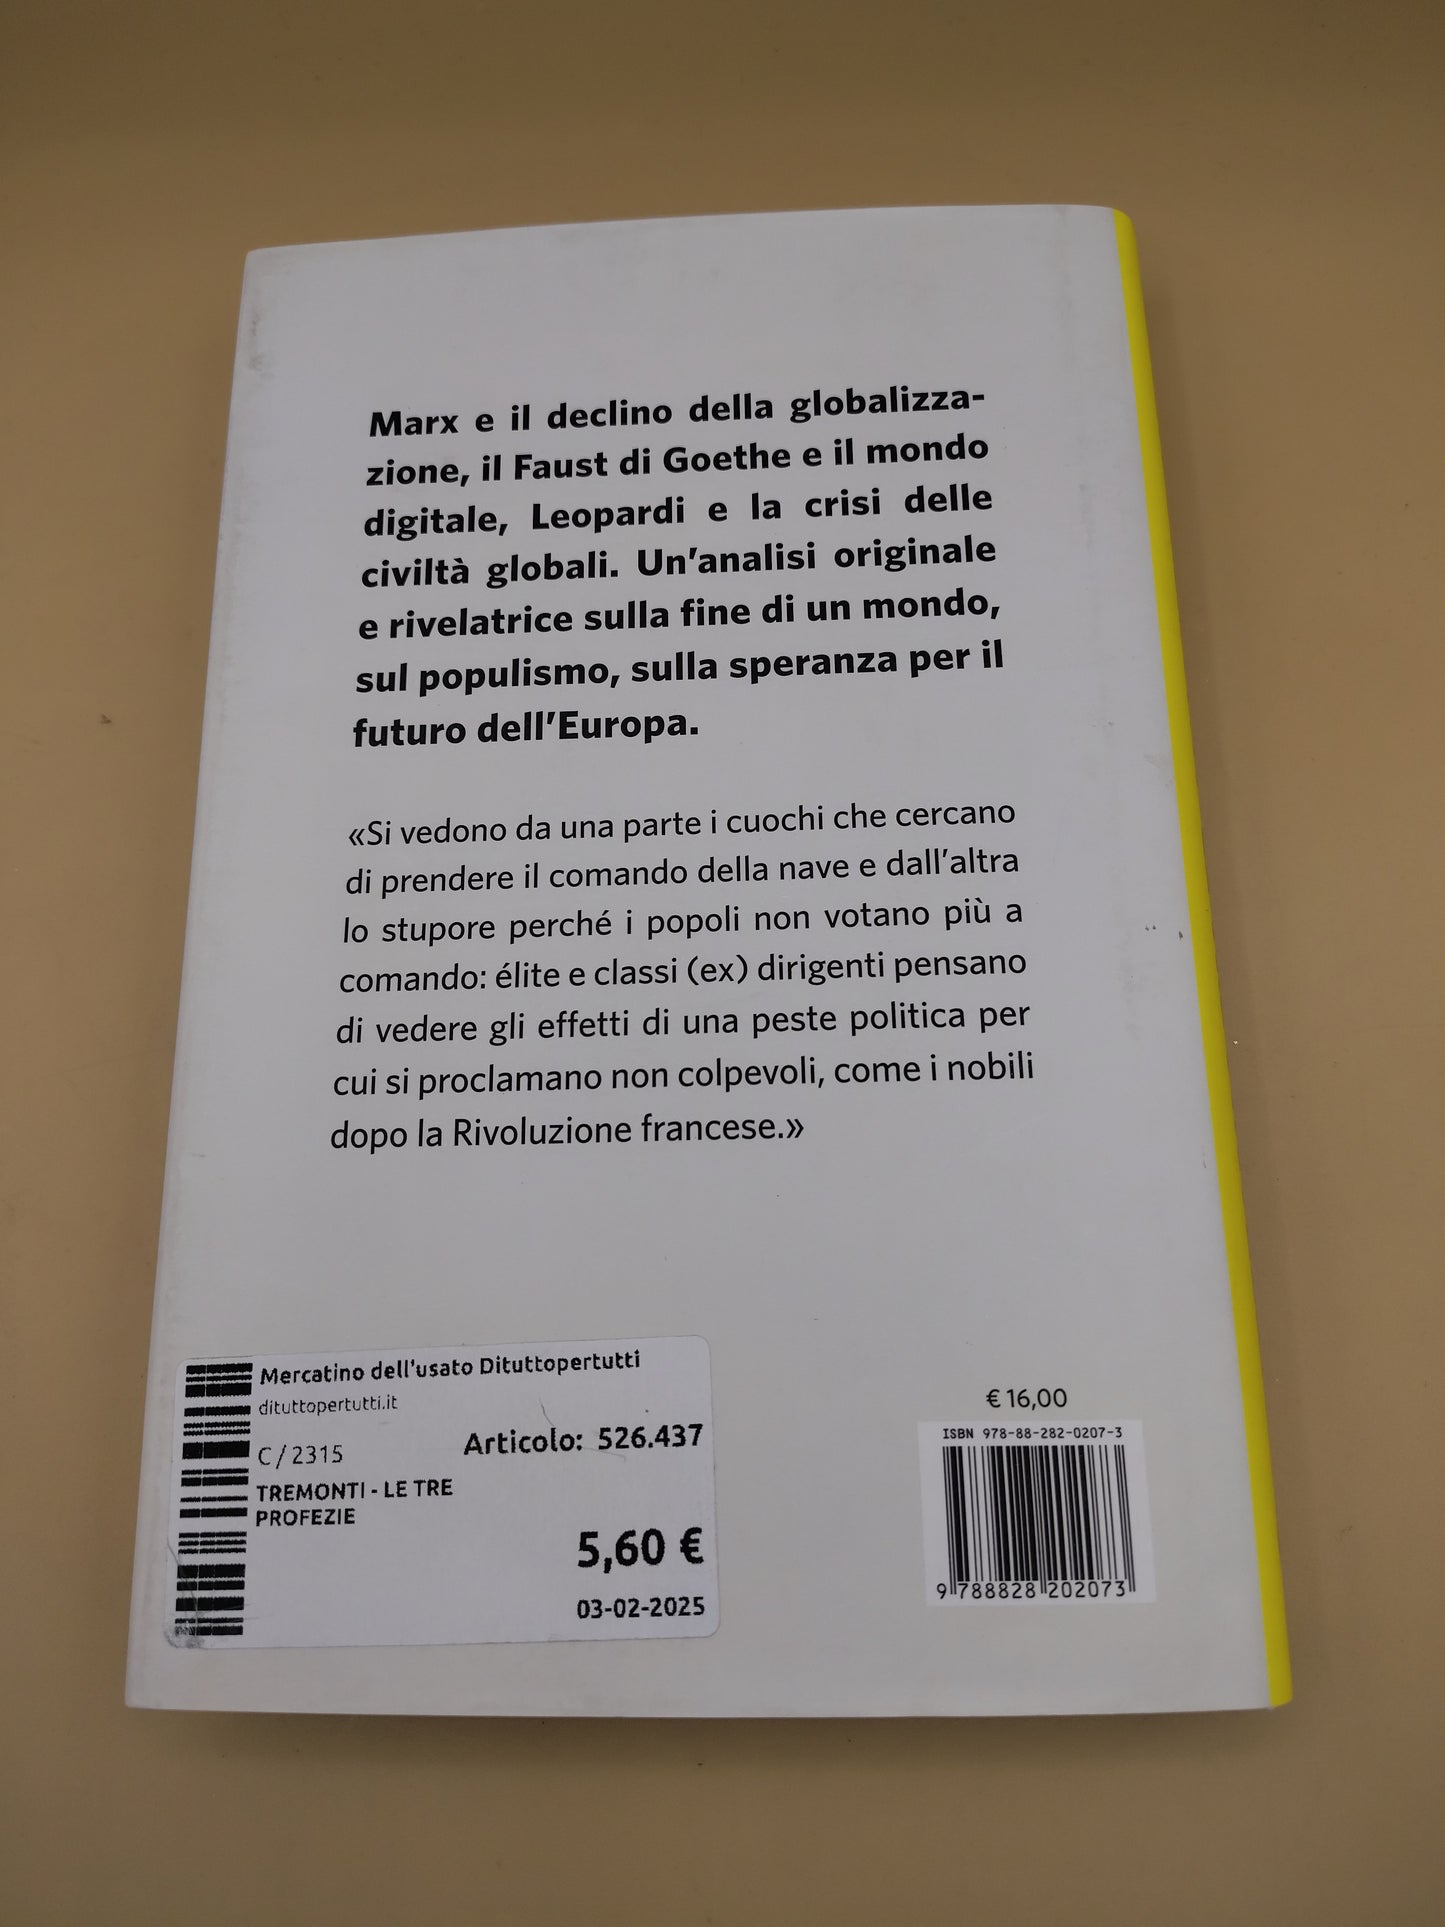 Marx e il declino della globalizza-
zione, il Faust di Goethe e il mondo
digitale, Leopardi e la crisi delle
civiltà globali. Un'analisi originale
e rivelatrice sulla fine di un mondo,
sul populismo, sulla speranza per il
futuro dell'Europa.
«Si vedono da una parte i cuochi che cercano
di prendere il comando della nave e dall'altra
lo stupore perché i popoli non votano più a
comando: élite e classi (ex) dirigenti pensano
di vedere gli effetti di una peste politica per
cui si proclamano non colpevoli, come i nobili
dopo la Rivoluzione francese.»
Mercatino dell'usato Dituttopertutti
dituttopertutti.it
C/2315
Articolo: 526.437
TREMONTI - LE TRE
PROFEZIE
5,60 €
03-02-2025
€ 16,00
ISBN 978-88-282-0207-3
9 788828 202073